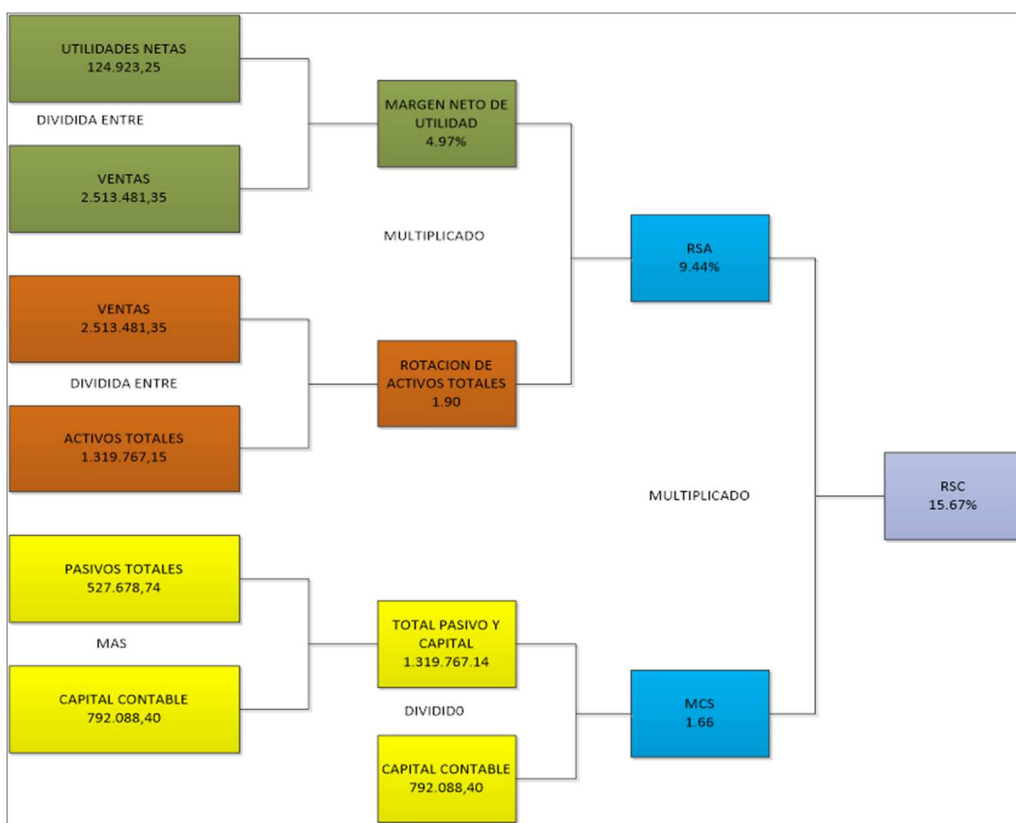 UTILIDADES NETAS
124.923,25
DIVIDIDA ENTRE
VENTAS
2.513.481,35
MARGEN NETO DE
UTILIDAD
4.97%
MULTIPLICADO
VENTAS
2.513.481,35
DIVIDIDA ENTRE
ACTIVOS TOTALES
1.319.767,15
ROTACION DE
ACTIVOS TOTALES
1.90
RSA
9.44%
MULTIPLICADO
RSC
15.67%
PASIVOS TOTALES
527.678,74
MAS
CAPITAL CONTABLE
792.088,40
TOTAL PASIVO Y
CAPITAL
1.319.767.14
DIVIDID0
CAPITAL CONTABLE
792.088,40
MCS
1.66